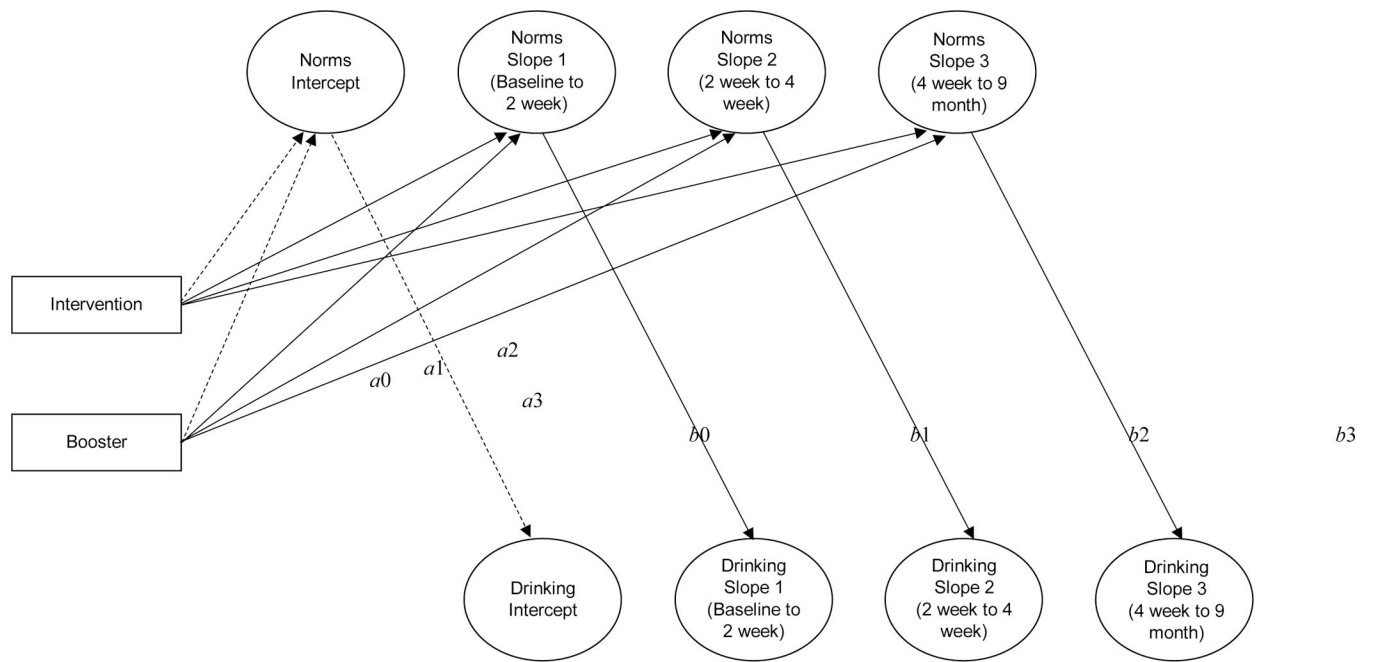 Norms
Intercept
Norms
Slope 1
(Baseline to
2 week)
Norms
Slope 2
(2 week to 4
week)
Norms
Slope 3
(4 week to 9
month)
Intervention
Booster
a0
a1
a2
a3
b0
b1
b2
b3
Drinking
Intercept
Drinking
Slope 1
(Baseline to
2 week)
Drinking
Slope 2
(2 week to 4
week)
Drinking
Slope 3
(4 week to 9
month)